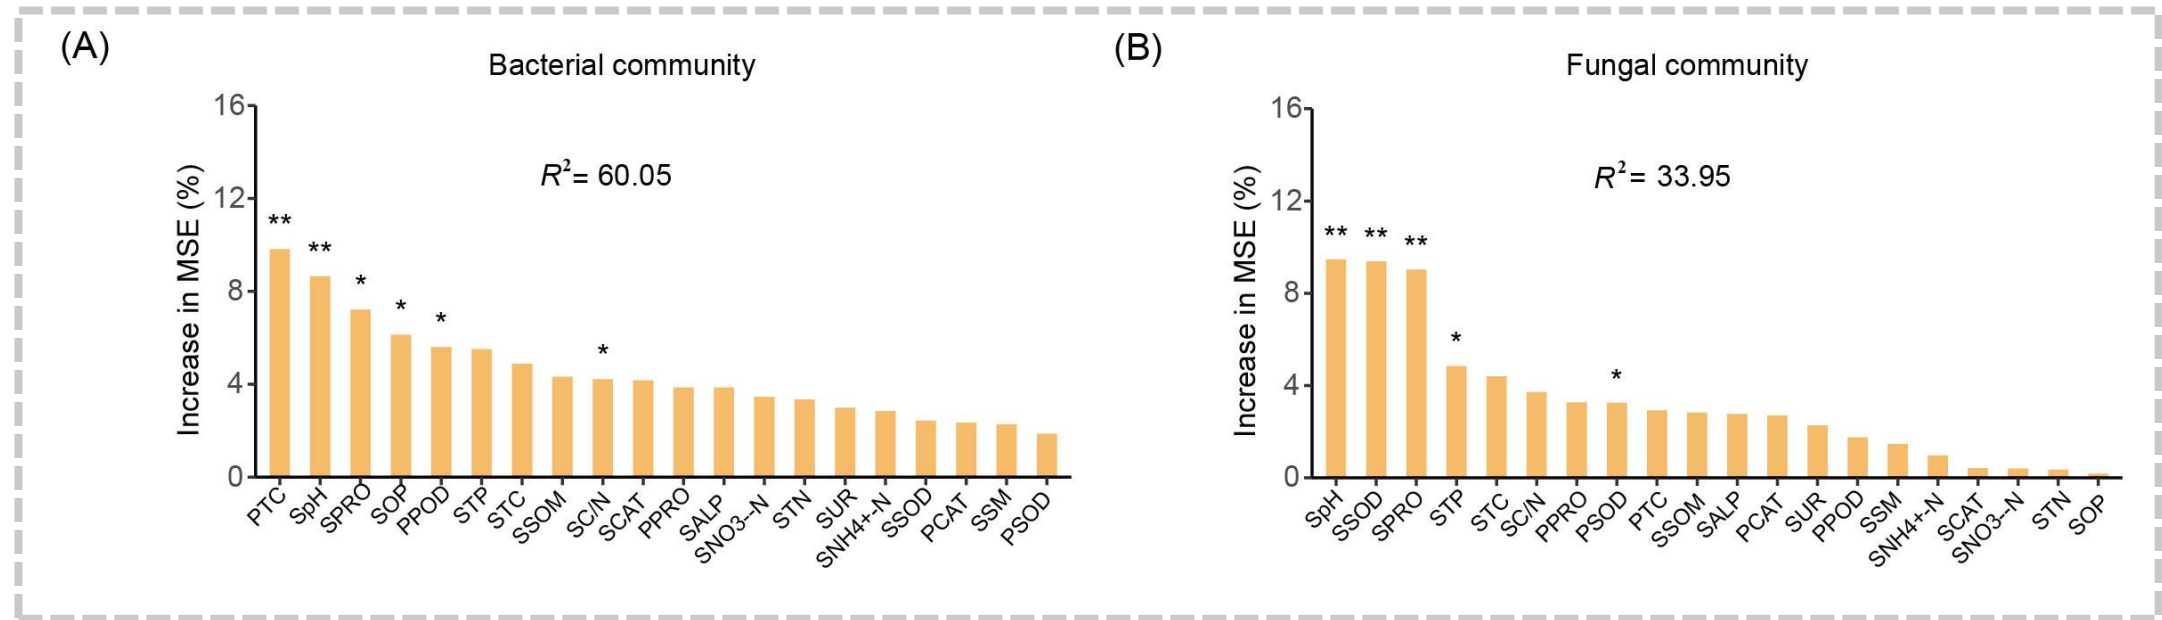 (A)
Bacterial community
R²= 60.05
Increase in MSE (%)
16
12
8
4
0
**
**
*
*
*
*
PTC
SpH
SPRO
SOP
PPOD
STP
STC
SSOM
SC/N
SCAT
PPRO
SALP
SNO3--N
STN
SUR
SNH4+-N
SSOD
PCAT
SSM
PSOD
(B)
Fungal community
R²= 33.95
Increase in MSE (%)
16
12
8
4
0
**
**
**
*
*
SpH
SSOD
SPRO
STP
STC
SC/N
PPRO
PSOD
PTC
SSOM
SALP
PCAT
SUR
PPOD
SSM
SNH4+-N
SCAT
SNO3--N
STN
SOP